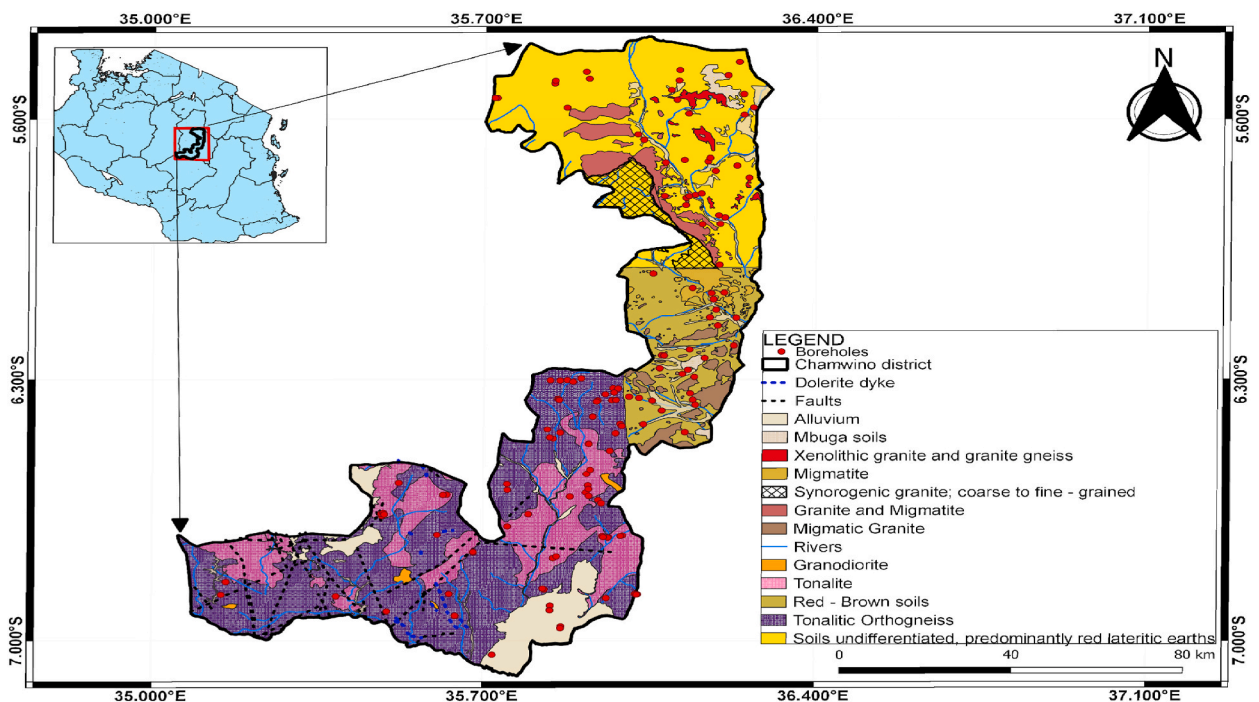 35.000°E 35.700°E 36.400°E 37.100°E
N
5.600°S 5.600°S
6.300°S 6.300°S
7.000°S 7.000°S
LEGEND
Boreholes
Chamwino district
Dolerite dyke
Faults
Alluvium
Mbuga soils
Xenolithic granite and granite gneiss
Migmatite
Synorogenic granite; coarse to fine - grained
Granite and Migmatite
Migmatic Granite
Rivers
Granodiorite
Tonalite
Red - Brown soils
Tonalitic Orthogneiss
Soils undifferentiated, predominantly red lateritic earths
0 40 80 km
35.000°E 35.700°E 36.400°E 37.100°E